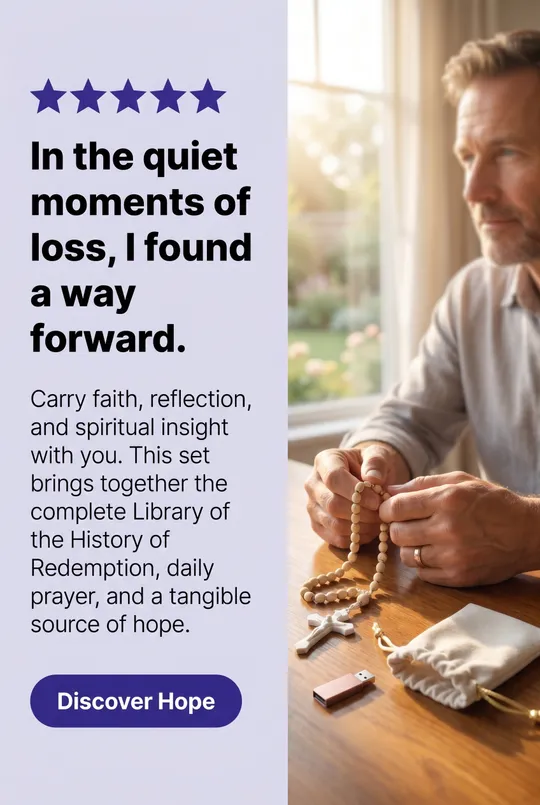 In the quiet
moments of
loss, I found
a way
forward.
Carry faith, reflection,
and spiritual insight
with you. This set
brings together the
complete Library of
the History of
Redemption, daily
prayer, and a tangible
source of hope.
Discover Hope